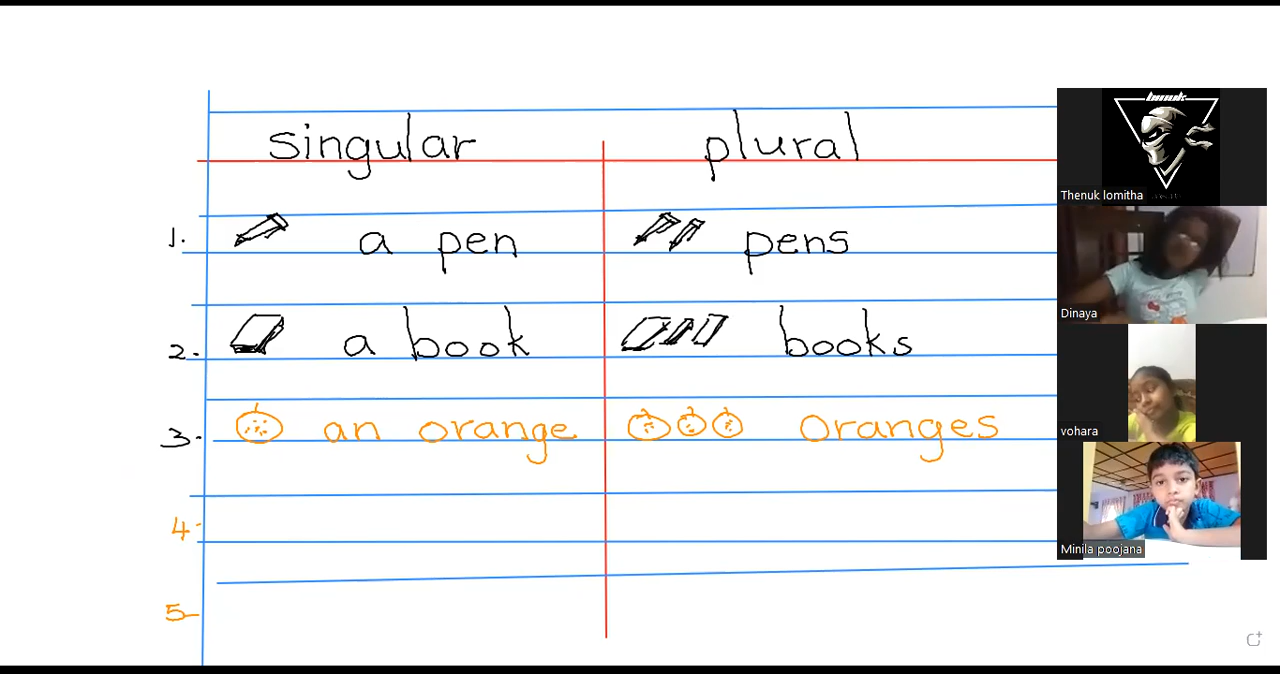 singular plural
1. a pen pens
2. a book books
3. an orange oranges
4.
5
Thenuk lomitha
Dinaya
vohara
Minila poojana